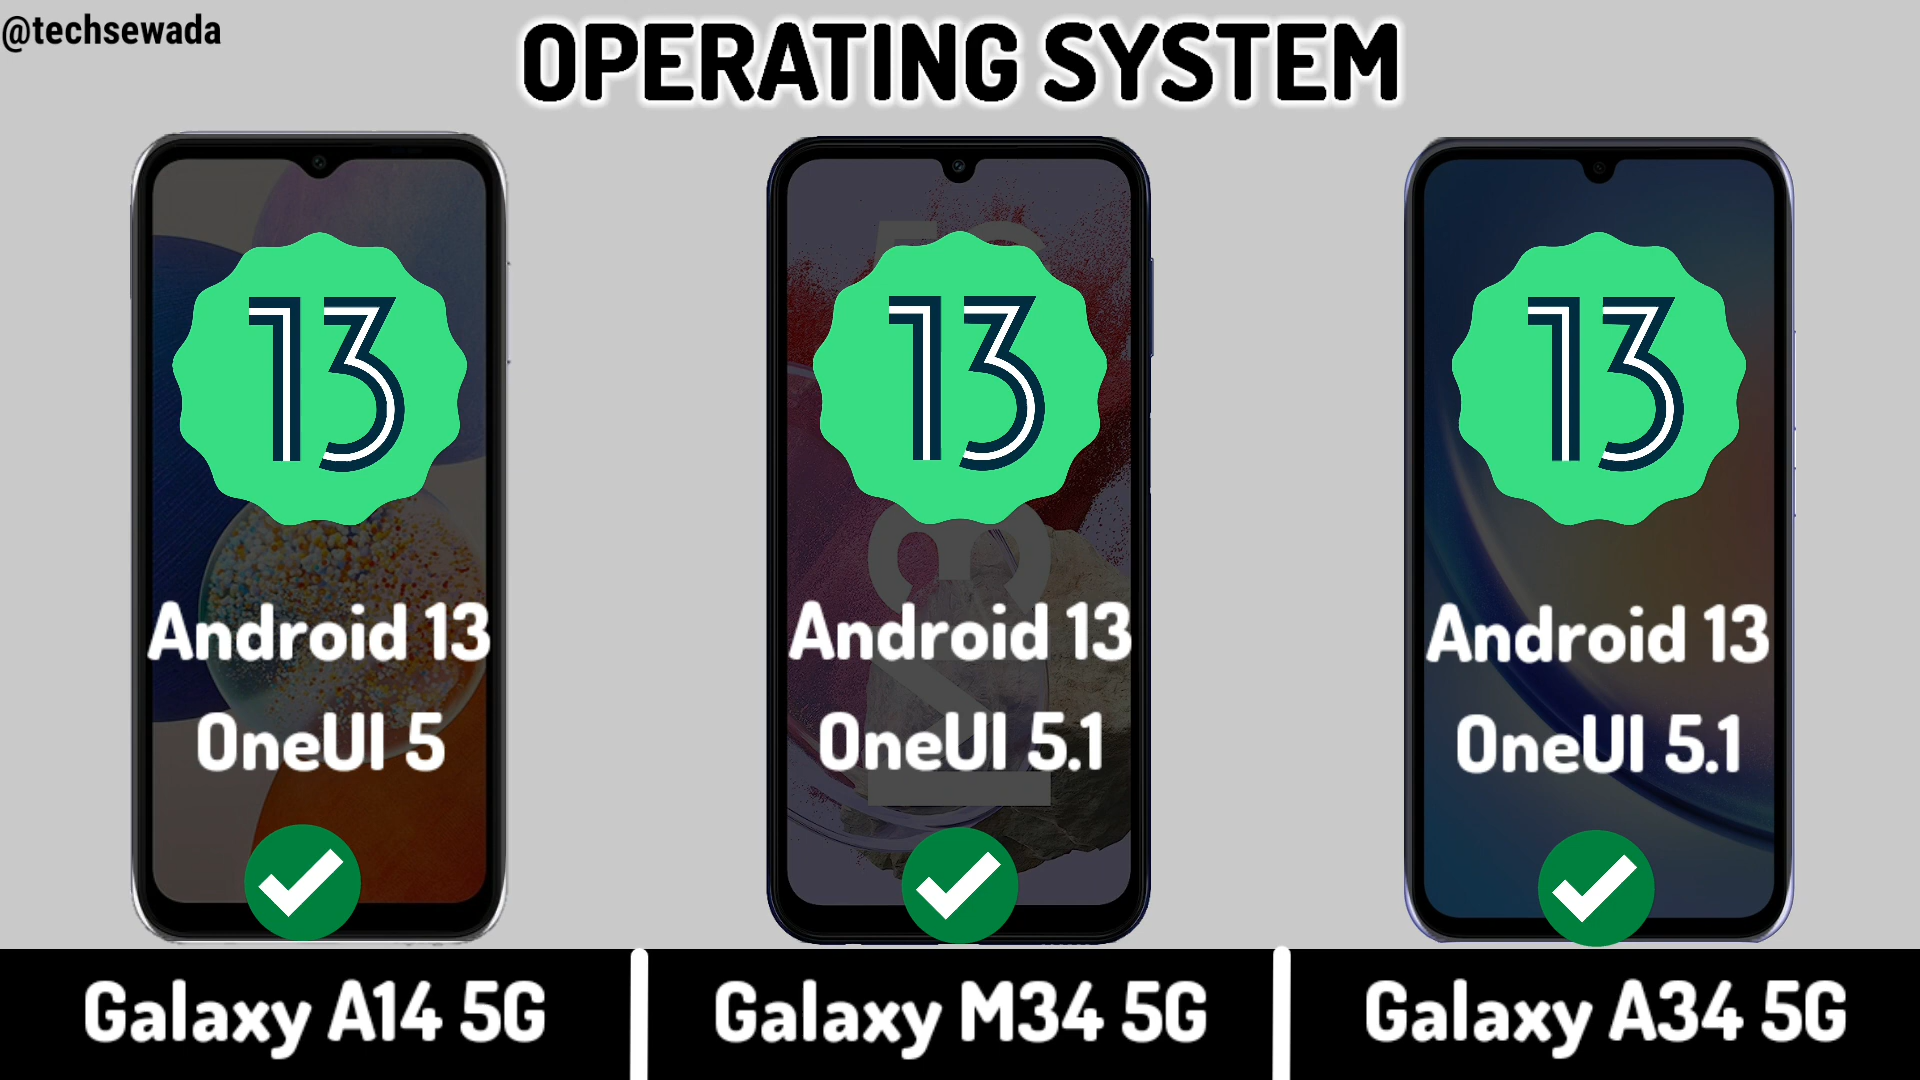 @techsewada
OPERATING SYSTEM
13
13
13
Android 13
OneUI 5
Android 13
OneUI 5.1
Android 13
OneUI 5.1
Galaxy A14 5G
Galaxy M34 5G
Galaxy A34 5G